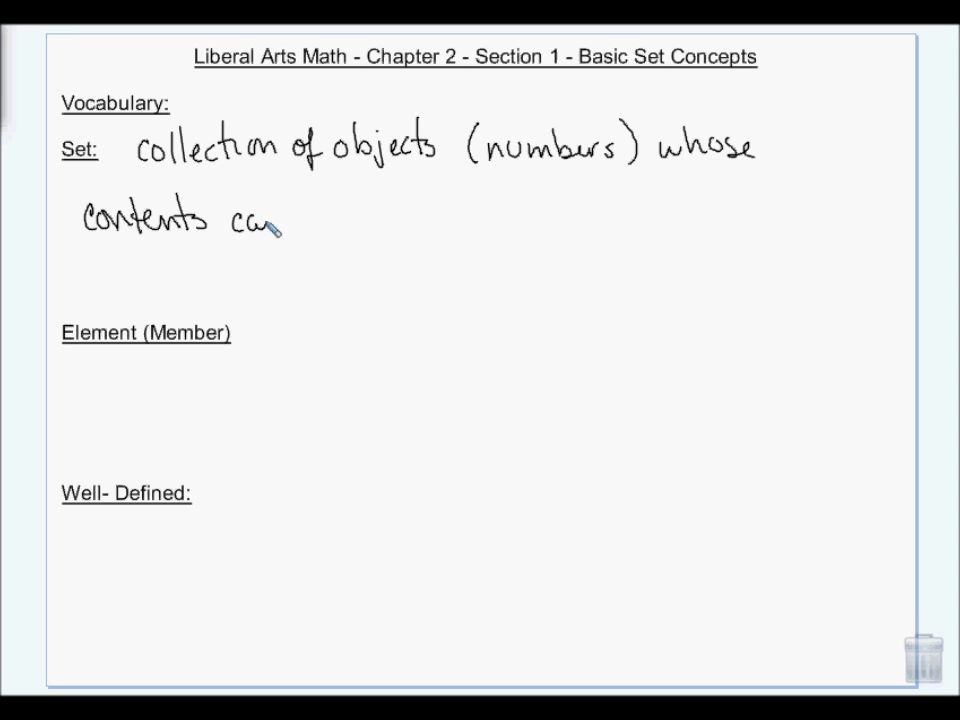 Liberal Arts Math - Chapter 2 - Section 1 - Basic Set Concepts
Vocabulary:
Set: collection of objects (numbers) whose
contents ca
Element (Member)
Well- Defined: